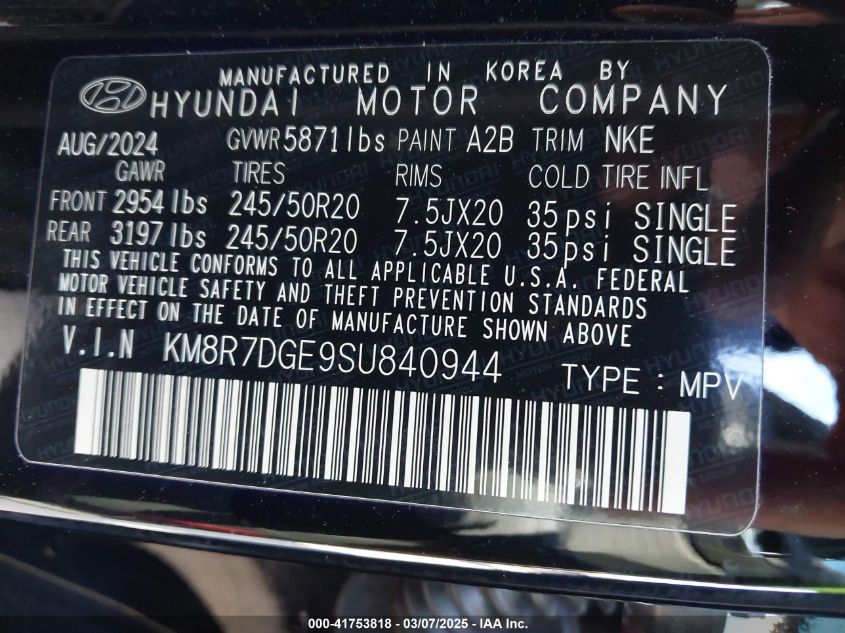 MANUFACTURED IN KOREA BY
HYUNDAI MOTOR COMPANY
AUG/2024 GVWR 5871 lbs PAINT A2B TRIM NKE
GAWR TIRES RIMS COLD TIRE INFL
FRONT 2954 lbs 245/50R20 7.5JX20 35psi SINGLE
REAR 3197 lbs 245/50R20 7.5JX20 35psi SINGLE
THIS VEHICLE CONFORMS TO ALL APPLICABLE U.S.A. FEDERAL
MOTOR VEHICLE SAFETY AND THEFT PREVENTION STANDARDS
IN EFFECT ON THE DATE OF MANUFACTURE SHOWN ABOVE
V.I.N KM8R7DGE9SU840944 TYPE : MPV
000-41753818 - 03/07/2025 - IAA Inc.